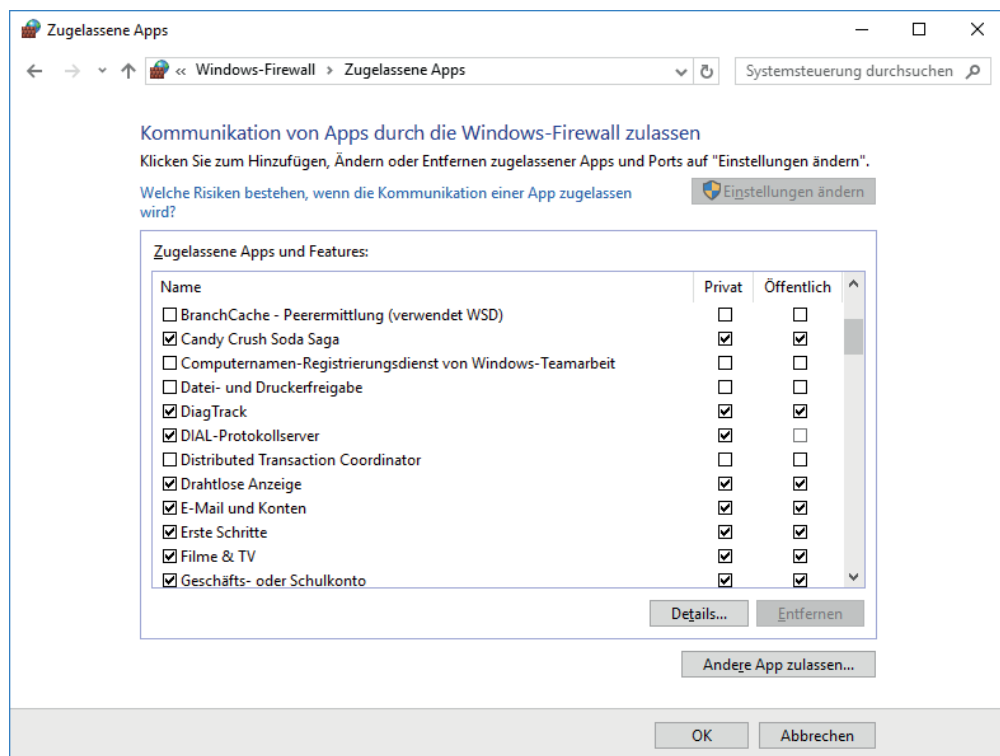 Zugelassene Apps
« Windows-Firewall › Zugelassene Apps
Systemsteuerung durchsuchen
Kommunikation von Apps durch die Windows-Firewall zulassen
Klicken Sie zum Hinzufügen, Ändern oder Entfernen zugelassener Apps und Ports auf "Einstellungen ändern".
Welche Risiken bestehen, wenn die Kommunikation einer App zugelassen
wird?
Einstellungen ändern
Zugelassene Apps und Features:
Name Privat Öffentlich
BranchCache - Peerermittlung (verwendet WSD)
Candy Crush Soda Saga
Computernamen-Registrierungsdienst von Windows-Teamarbeit
Datei- und Druckerfreigabe
DiagTrack
DIAL-Protokollserver
Distributed Transaction Coordinator
Drahtlose Anzeige
E-Mail und Konten
Erste Schritte
Filme & TV
Geschäfts- oder Schulkonto
Details... Entfernen
Andere App zulassen...
OK Abbrechen